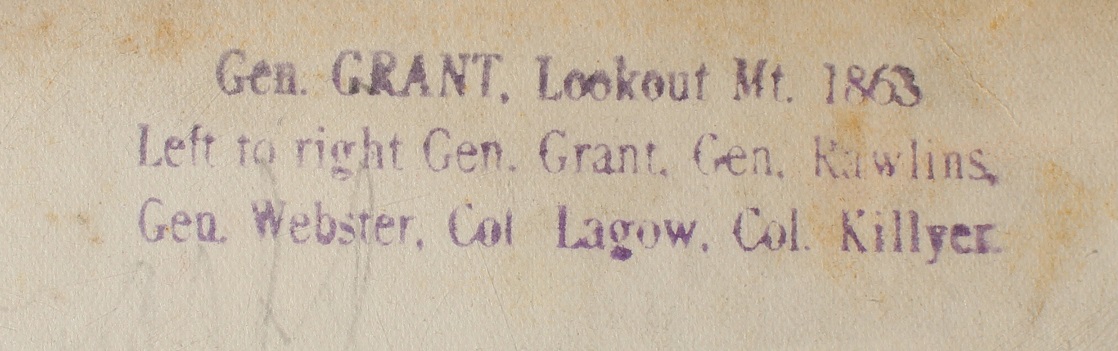 Gen. GRANT, Lookout Mt. 1863
Left to right Gen. Grant, Gen. Rawlins,
Gen. Webster, Col Lagow, Col. Killyer.